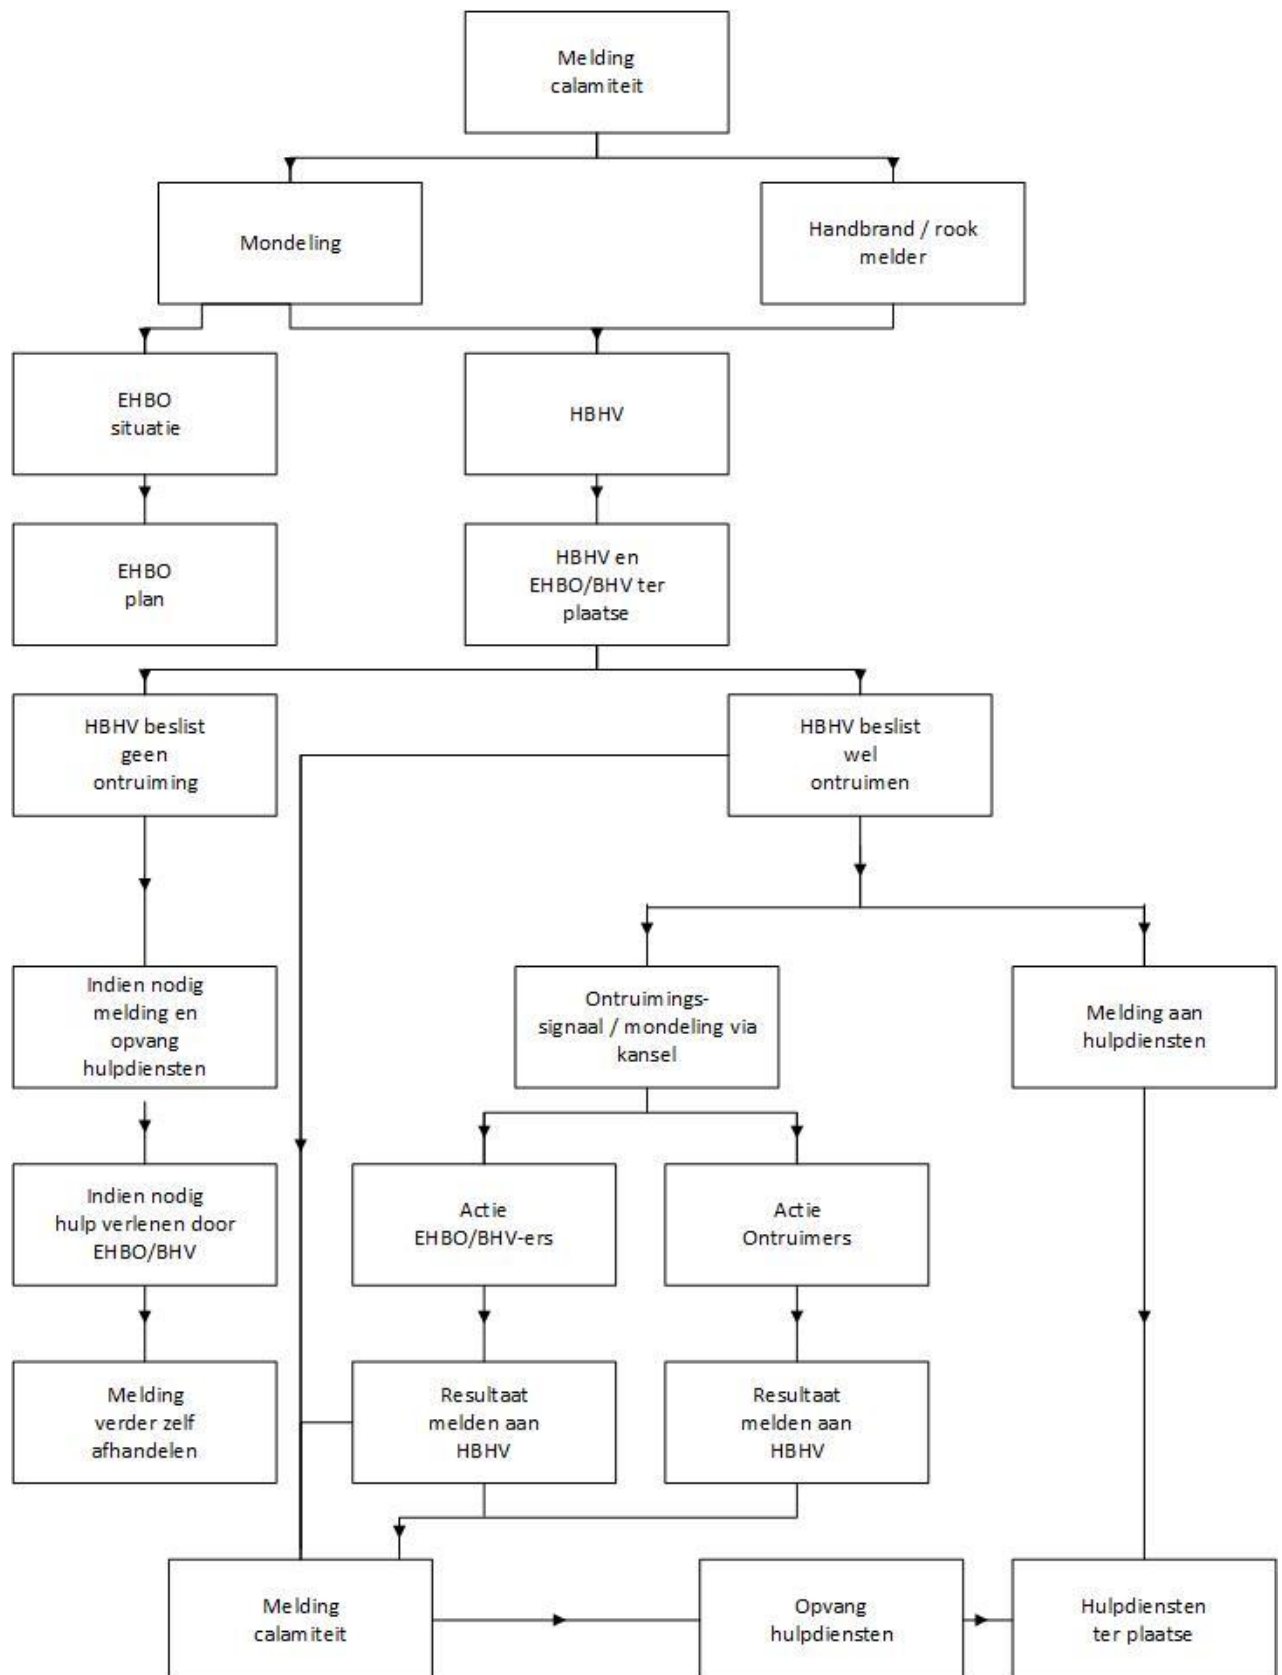 Melding
calamiteit
Mondeling
Handbrand / rook
melder
EHBO
situatie
HBHV
EHBO
plan
HBHV en
EHBO/BHV ter
plaatse
HBHV beslist
geen
ontruiming
HBHV beslist
wel
ontruimen
Indien nodig
melding en
opvang
hulpdiensten
Ontruimings-
signaal / mondeling via
kansel
Melding aan
hulpdiensten
Indien nodig
hulp verlenen door
EHBO/BHV
Actie
EHBO/BHV-ers
Actie
Ontruimers
Melding
verder zelf
afhandelen
Resultaat
melden aan
HBHV
Resultaat
melden aan
HBHV
Melding
calamiteit
Opvang
hulpdiensten
Hulpdiensten
ter plaatse